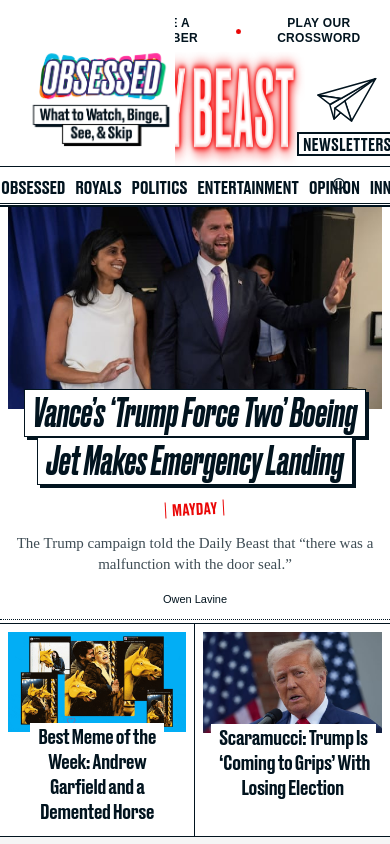 E A
BER
PLAY OUR
CROSSWORD
OBSESSED
What to Watch, Binge,
See, & Skip
Y BEAST
NEWSLETTERS
OBSESSED ROYALS POLITICS ENTERTAINMENT OPINION INN
Vance's ‘Trump Force Two’ Boeing
Jet Makes Emergency Landing
| MAYDAY |
The Trump campaign told the Daily Beast that “there was a
malfunction with the door seal.”
Owen Lavine
Best Meme of the
Week: Andrew
Garfield and a
Demented Horse
Scaramucci: Trump Is
‘Coming to Grips’ With
Losing Election